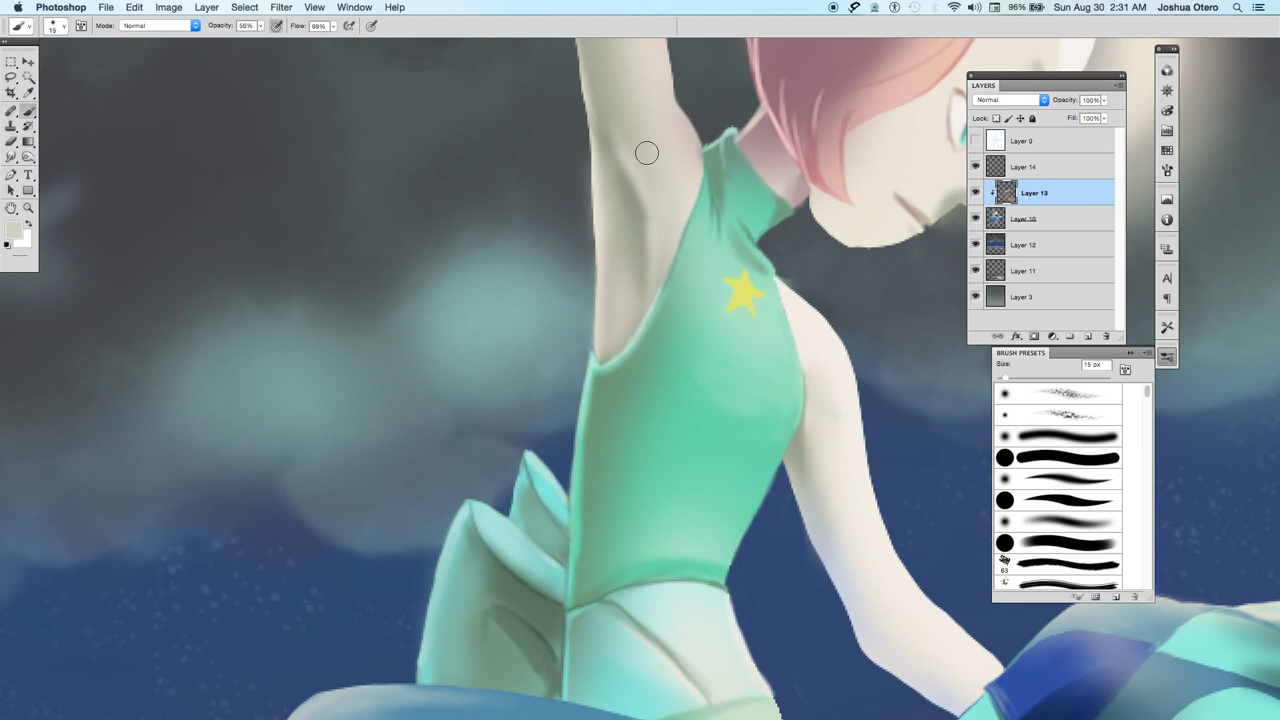 Photoshop File Edit Image Layer Select Filter View Window Help 96% Sun Aug 30 2:31 AM Joshua Otero
15 Mode: Normal Opacity: 56% Flow: 69%
LAYERS
Normal Opacity: 100%
Lock: Fill: 100%
Layer 0
Layer 14
Layer 13
Layer 10
Layer 12
Layer 11
Layer 3
BRUSH PRESETS
Size: 15 px
63